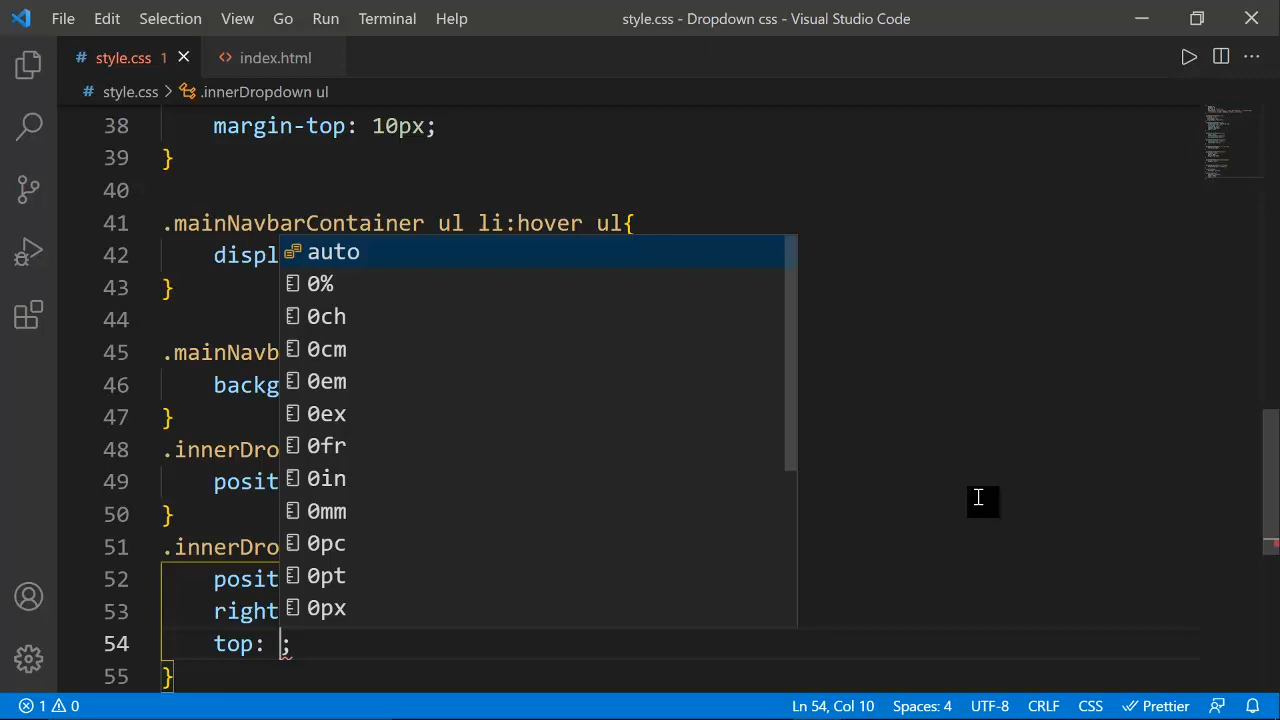 File Edit Selection View Go Run Terminal Help style.css - Dropdown css - Visual Studio Code
# style.css 1 <> index.html
# style.css > .innerDropdown ul
38 margin-top: 10px;
39 }
40
41 .mainNavbarContainer ul li:hover ul{
42 displ
43 }
44
45 .mainNavb
46 backg
47 }
48 .innerDro
49 posit
50 }
51 .innerDro
52 posit
53 right
54 top: ;
55 }
auto
0%
0ch
0cm
0em
0ex
0fr
0in
0mm
0pc
0pt
0px
1 0 Ln 54, Col 10 Spaces: 4 UTF-8 CRLF CSS Prettier